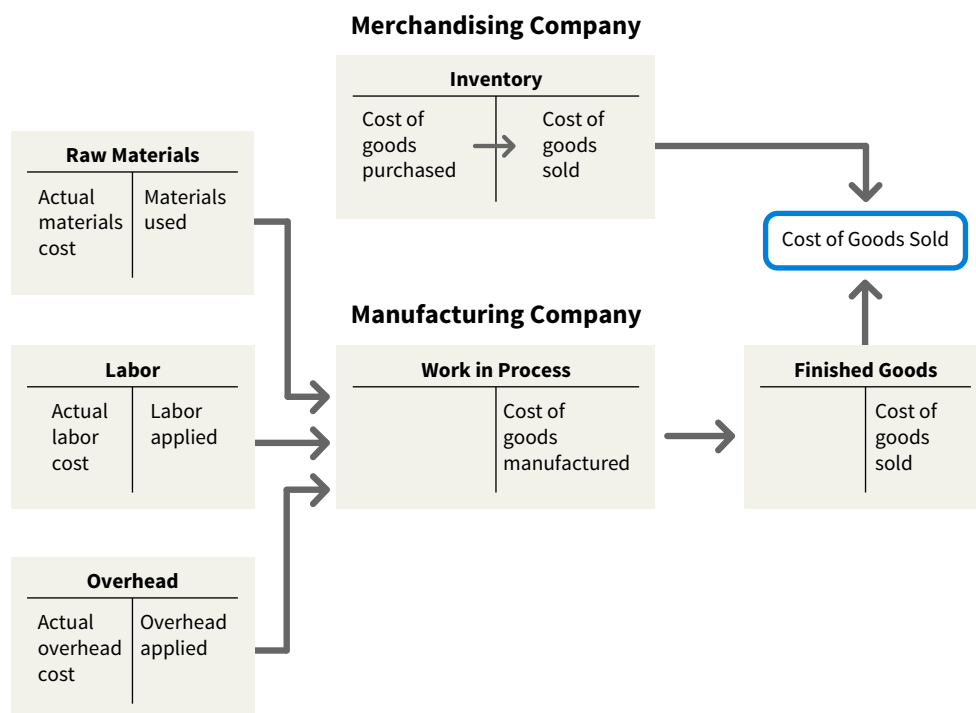 Merchandising Company
Inventory
Cost of
goods
purchased
Cost of
goods
sold
Raw Materials
Actual
materials
cost
Materials
used
Cost of Goods Sold
Manufacturing Company
Labor
Actual
labor
cost
Labor
applied
Work in Process
Cost of
goods
manufactured
Finished Goods
Cost of
goods
sold
Overhead
Actual
overhead
cost
Overhead
applied